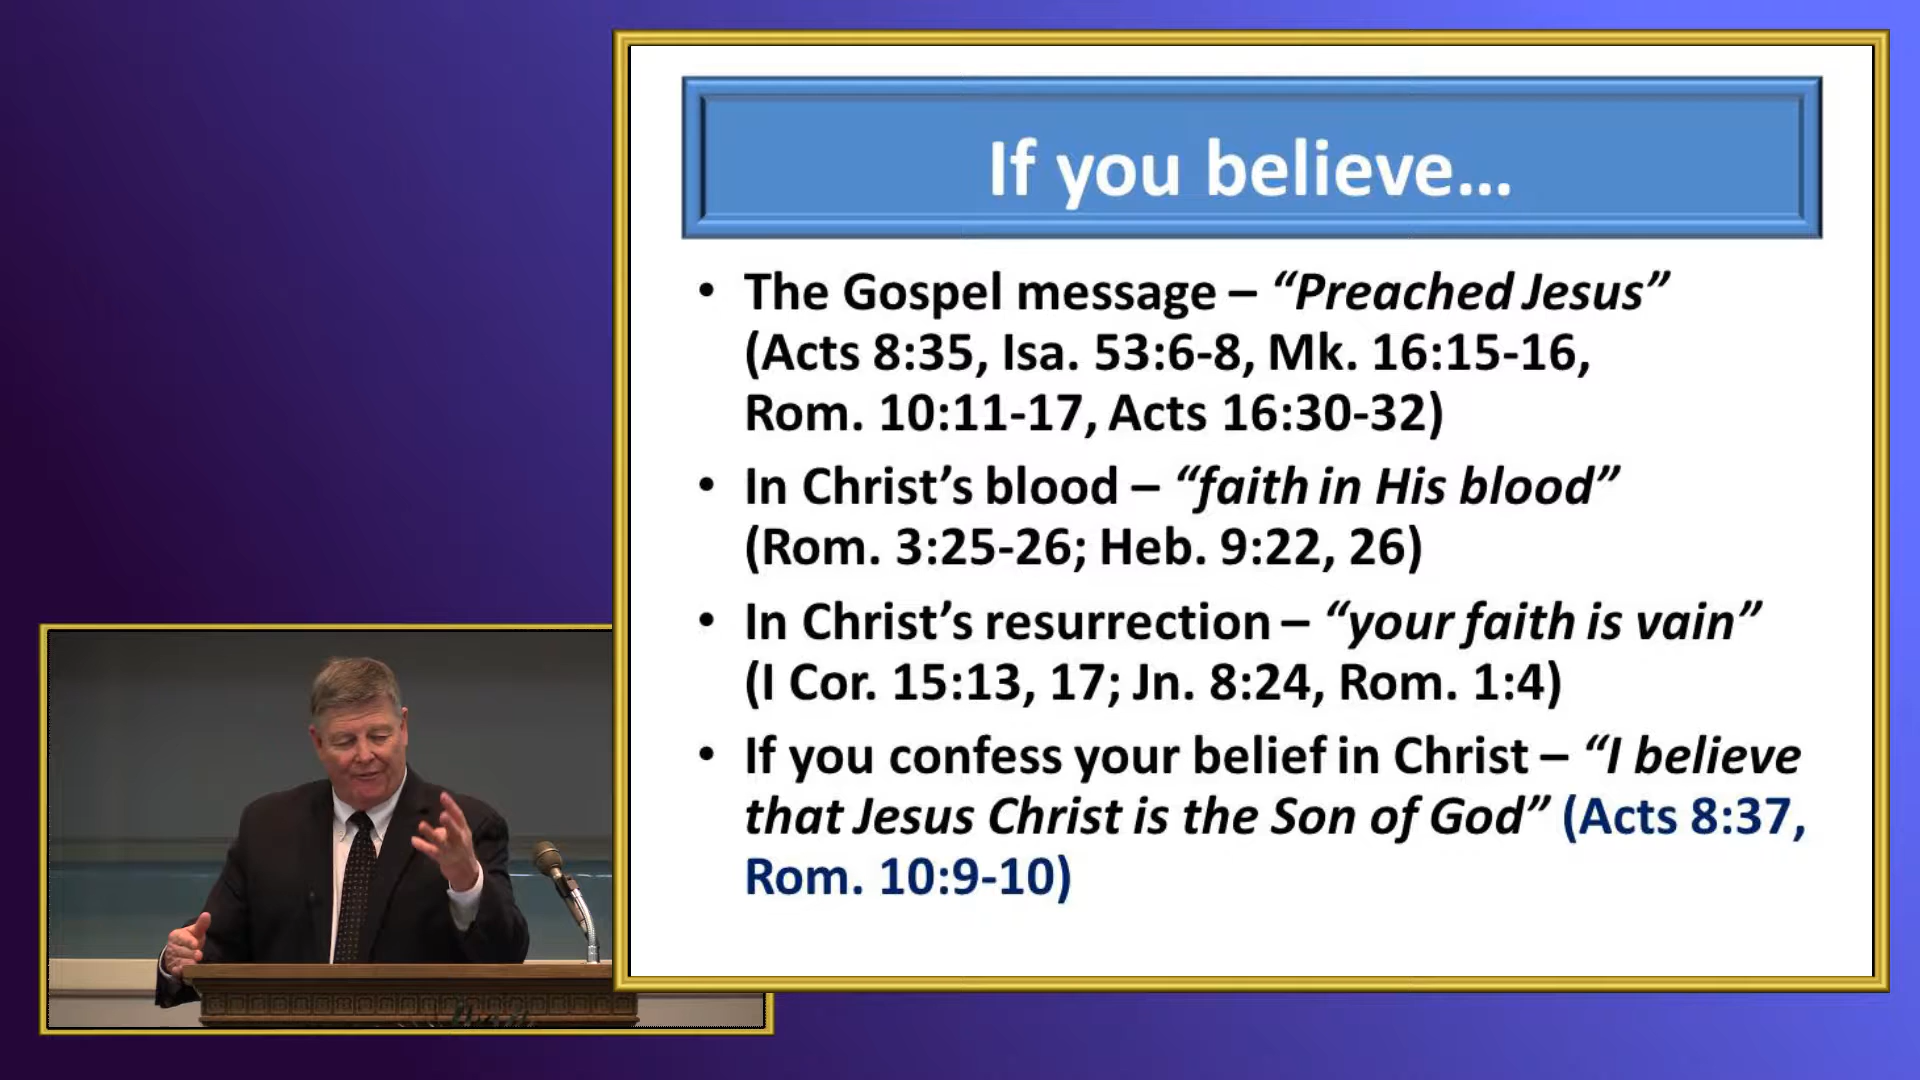 If you believe…
• The Gospel message – “Preached Jesus”
(Acts 8:35, Isa. 53:6-8, Mk. 16:15-16,
Rom. 10:11-17, Acts 16:30-32)
• In Christ’s blood – “faith in His blood”
(Rom. 3:25-26; Heb. 9:22, 26)
• In Christ’s resurrection – “your faith is vain”
(I Cor. 15:13, 17; Jn. 8:24, Rom. 1:4)
• If you confess your belief in Christ – “I believe
that Jesus Christ is the Son of God” (Acts 8:37,
Rom. 10:9-10)